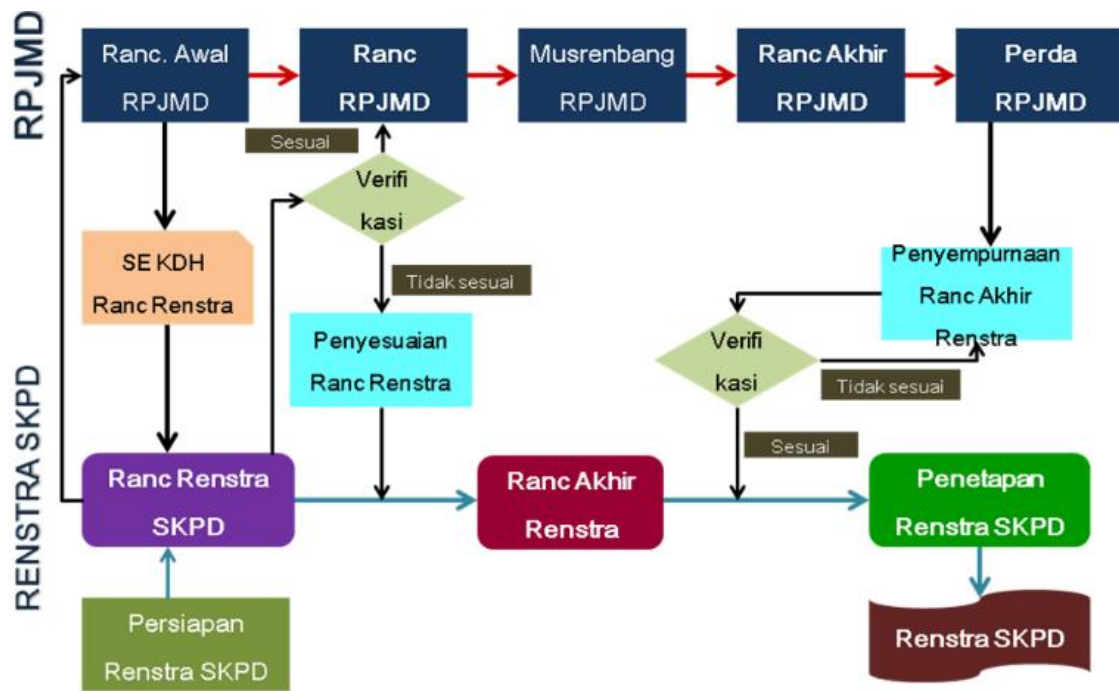 RPJMD
Ranc. Awal
RPJMD
Ranc
RPJMD
Musrenbang
RPJMD
Ranc Akhir
RPJMD
Perda
RPJMD
Sesuai
Verifi
kasi
SE KDH
Ranc Renstra
Tidak sesuai
Penyesuaian
Ranc Renstra
Penyempurnaan
Ranc Akhir
Renstra
Verifi
kasi
Tidak sesuai
Sesuai
RENSTRA SKPD
Ranc Renstra
SKPD
Ranc Akhir
Renstra
Penetapan
Renstra SKPD
Persiapan
Renstra SKPD
Renstra SKPD